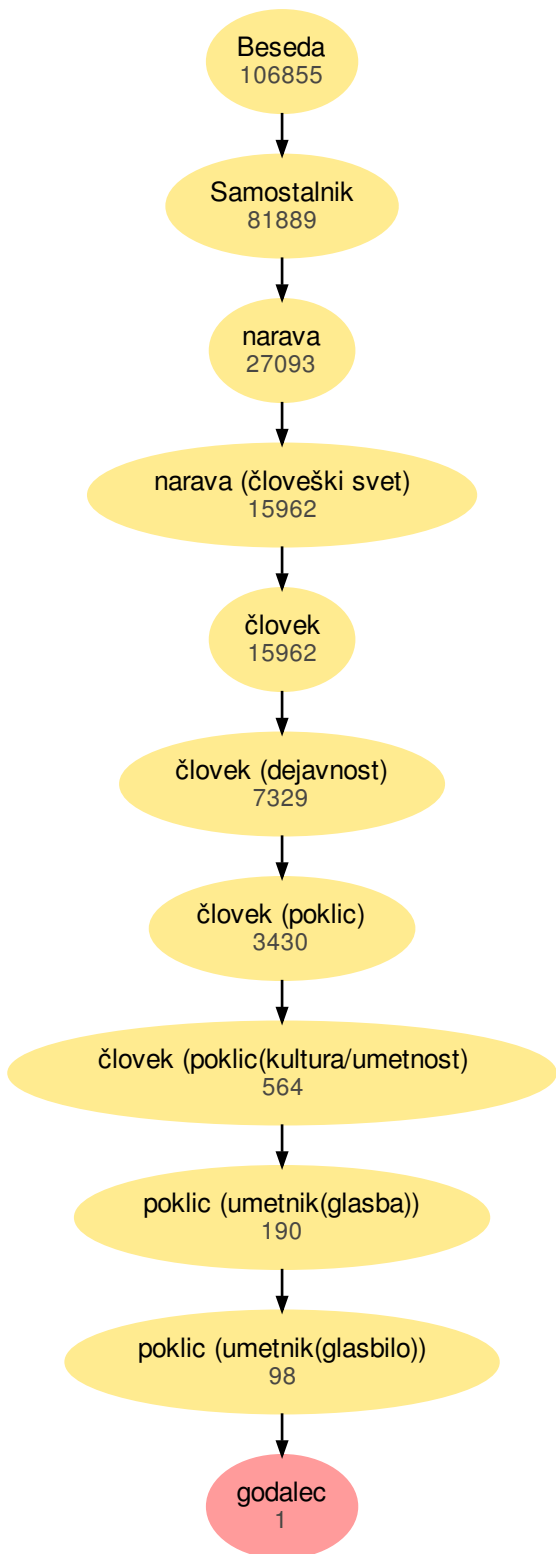 Beseda
106855
Samostalnik
81889
narava
27093
narava (človeški svet)
15962
človek
15962
človek (dejavnost)
7329
človek (poklic)
3430
človek (poklic(kultura/umetnost)
564
poklic (umetnik(glasba))
190
poklic (umetnik(glasbilo))
98
godalec
1